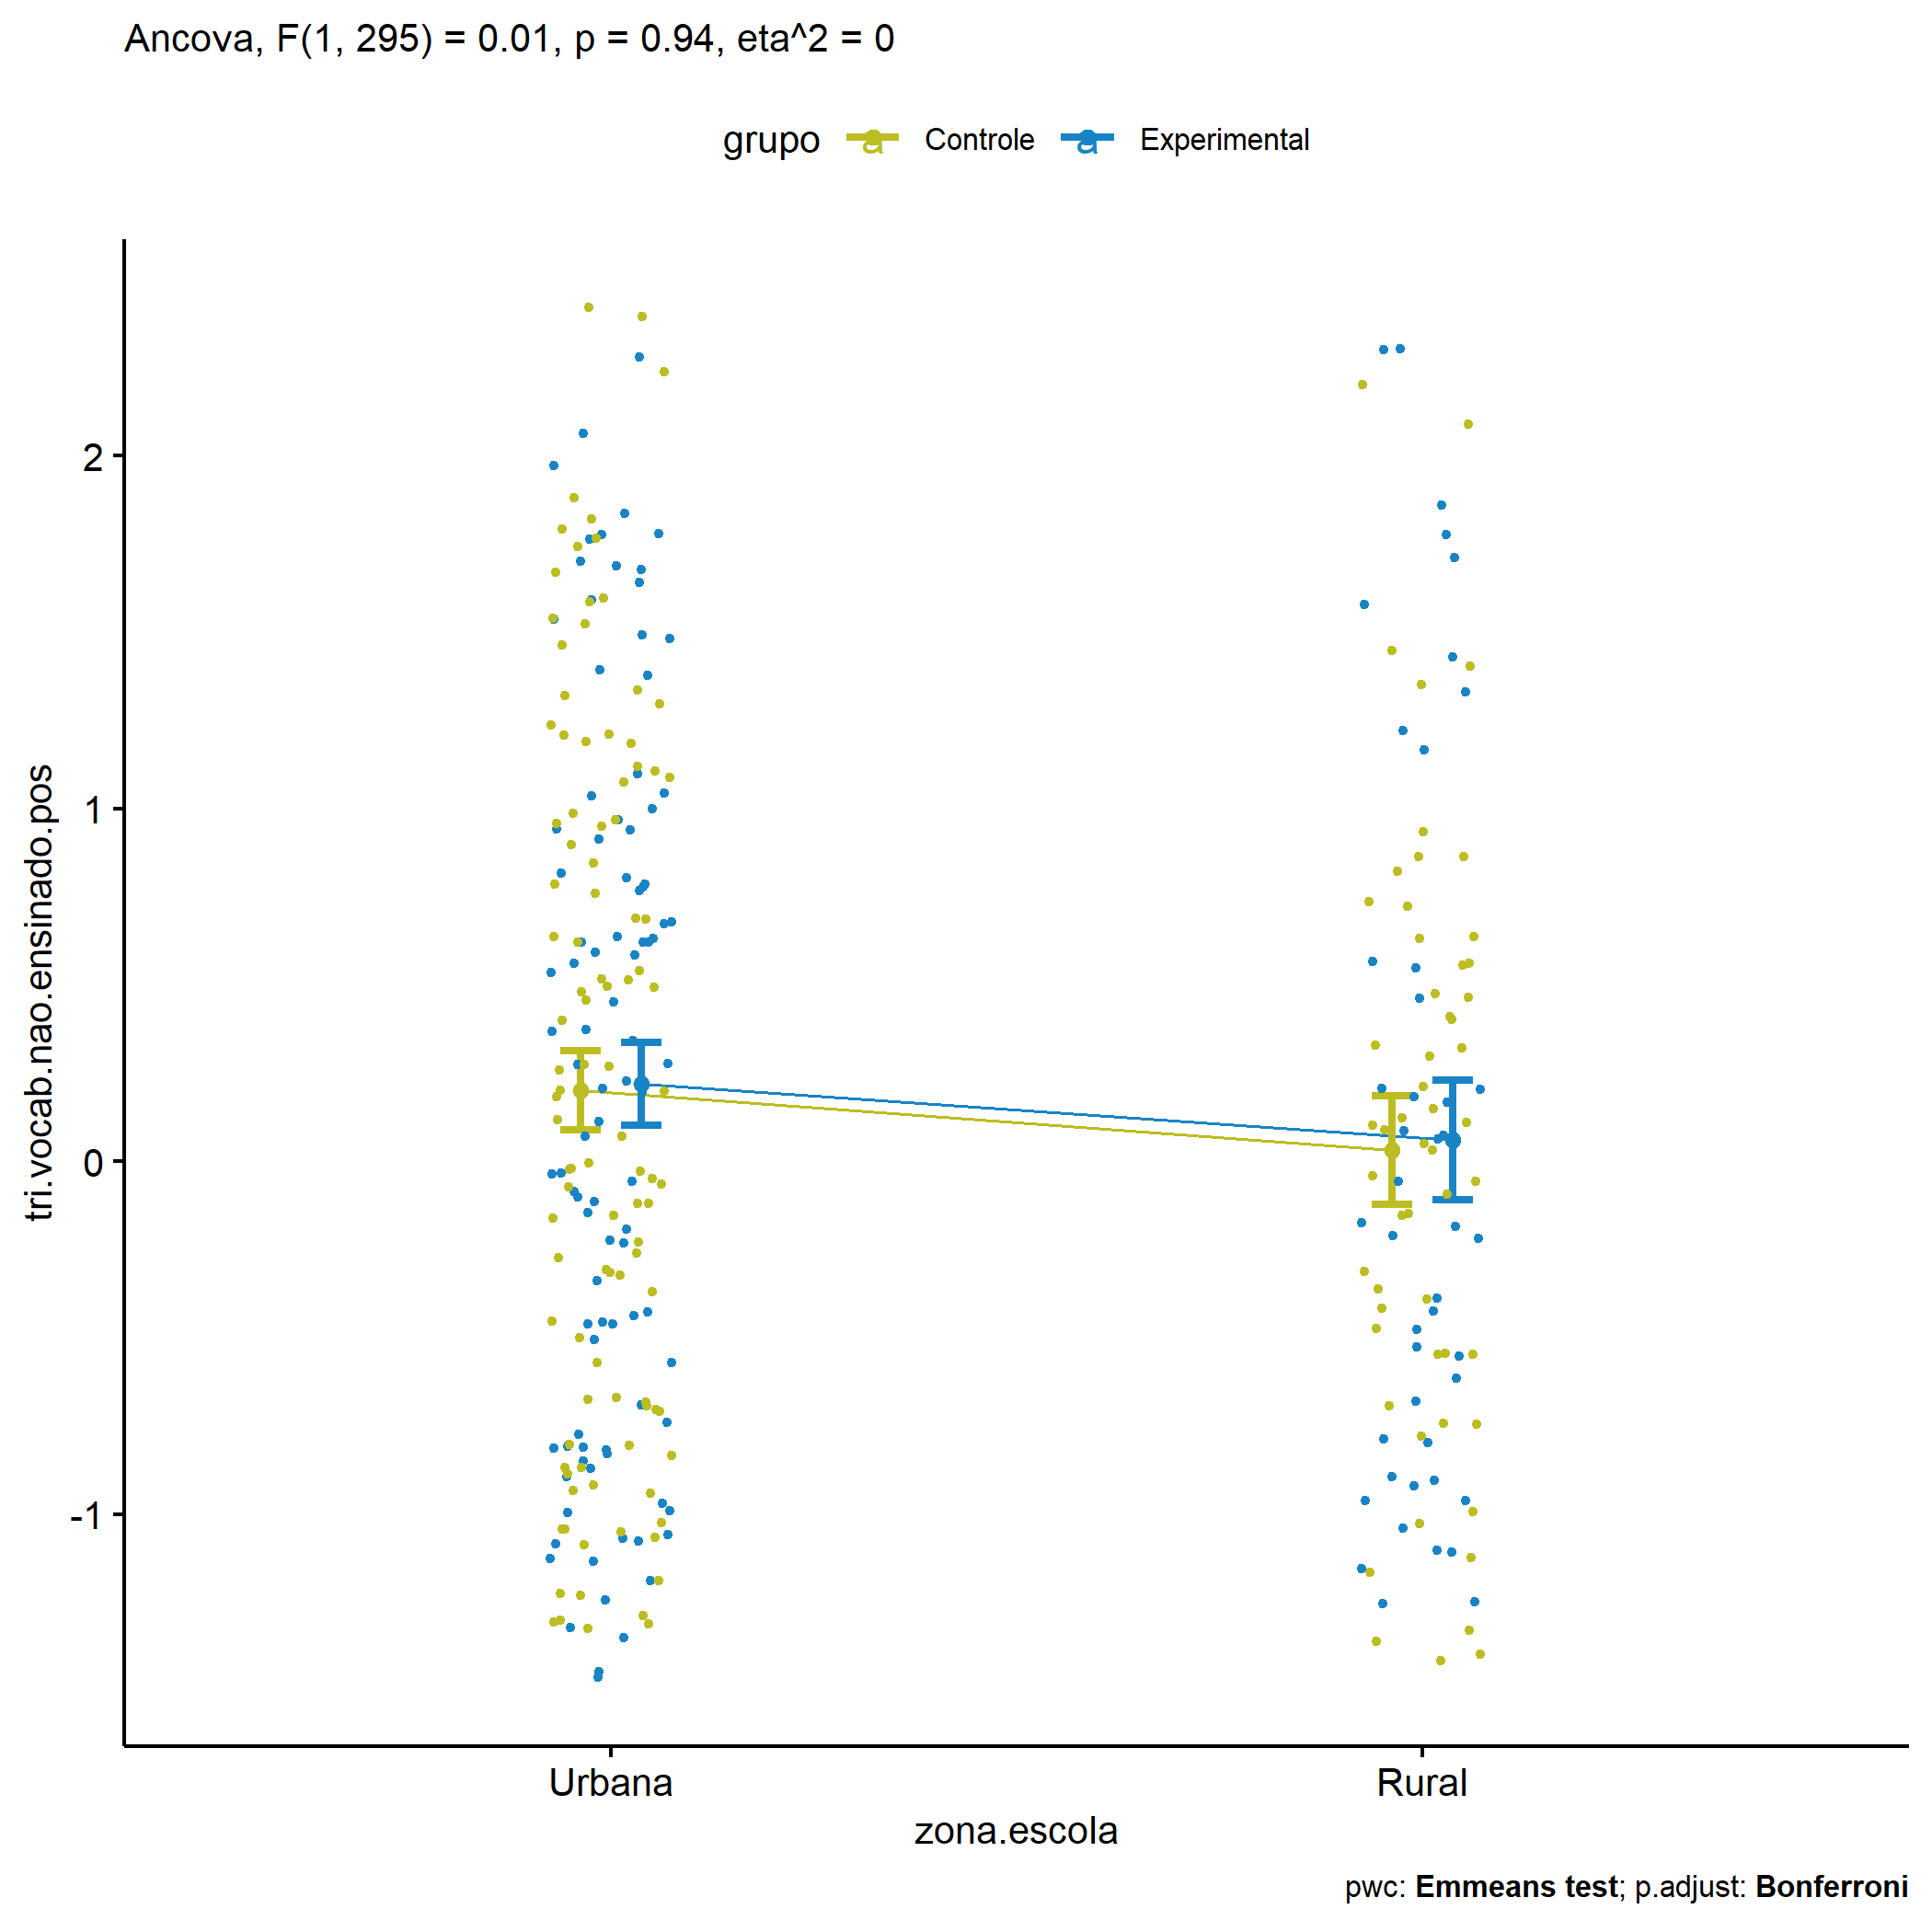 Ancova, F(1, 295) = 0.01, p = 0.94, eta^2 = 0
grupo a Controle a Experimental
tri.vocab.nao.ensinado.pos
2
1
0
-1
Urbana Rural
zona.escola
pwc: Emmeans test; p.adjust: Bonferroni